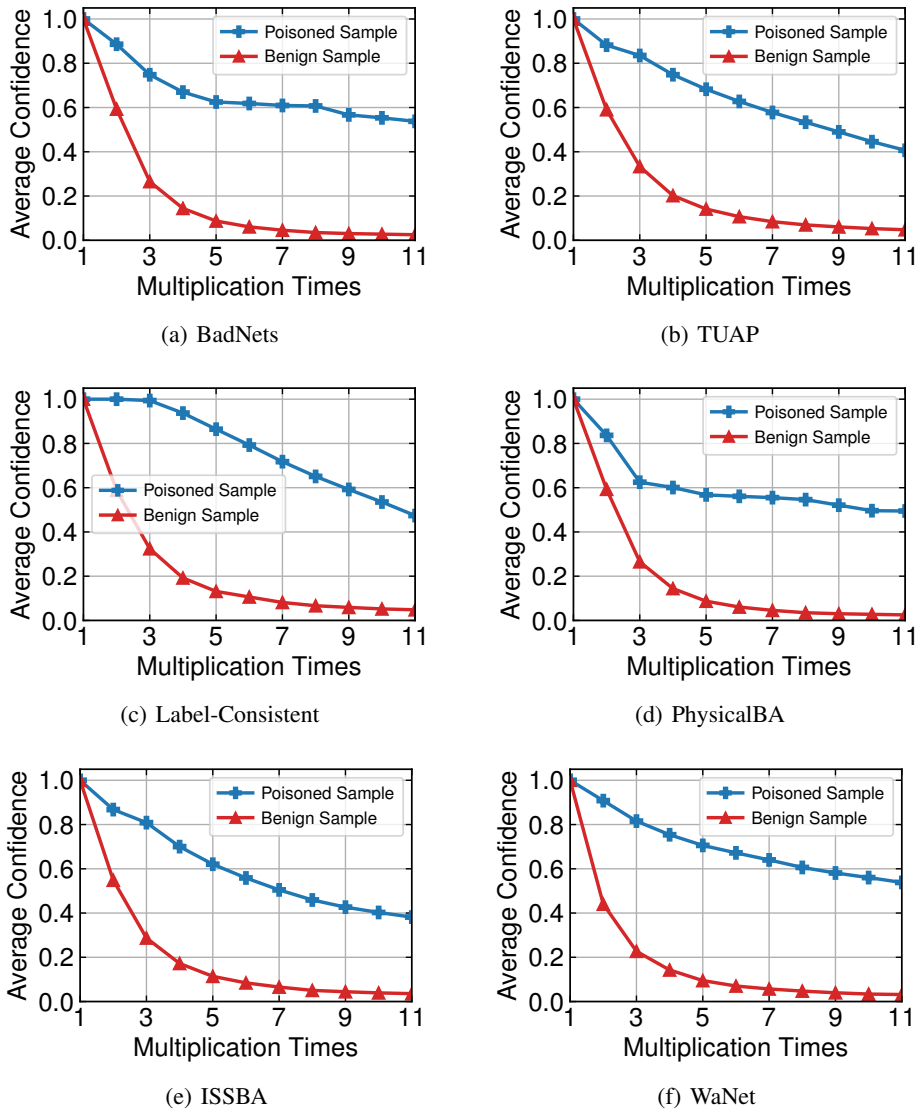 Average Confidence
1.0
0.8
0.6
0.4
0.2
0.0
Poisoned Sample
Benign Sample
1 3 5 7 9 11
Multiplication Times
(a) BadNets
Average Confidence
1.0
0.8
0.6
0.4
0.2
0.0
Poisoned Sample
Benign Sample
1 3 5 7 9 11
Multiplication Times
(b) TUAP
Average Confidence
1.0
0.8
0.6
0.4
0.2
0.0
Poisoned Sample
Benign Sample
1 3 5 7 9 11
Multiplication Times
(c) Label-Consistent
Average Confidence
1.0
0.8
0.6
0.4
0.2
0.0
Poisoned Sample
Benign Sample
1 3 5 7 9 11
Multiplication Times
(d) PhysicalBA
Average Confidence
1.0
0.8
0.6
0.4
0.2
0.0
Poisoned Sample
Benign Sample
1 3 5 7 9 11
Multiplication Times
(e) ISSBA
Average Confidence
1.0
0.8
0.6
0.4
0.2
0.0
Poisoned Sample
Benign Sample
1 3 5 7 9 11
Multiplication Times
(f) WaNet